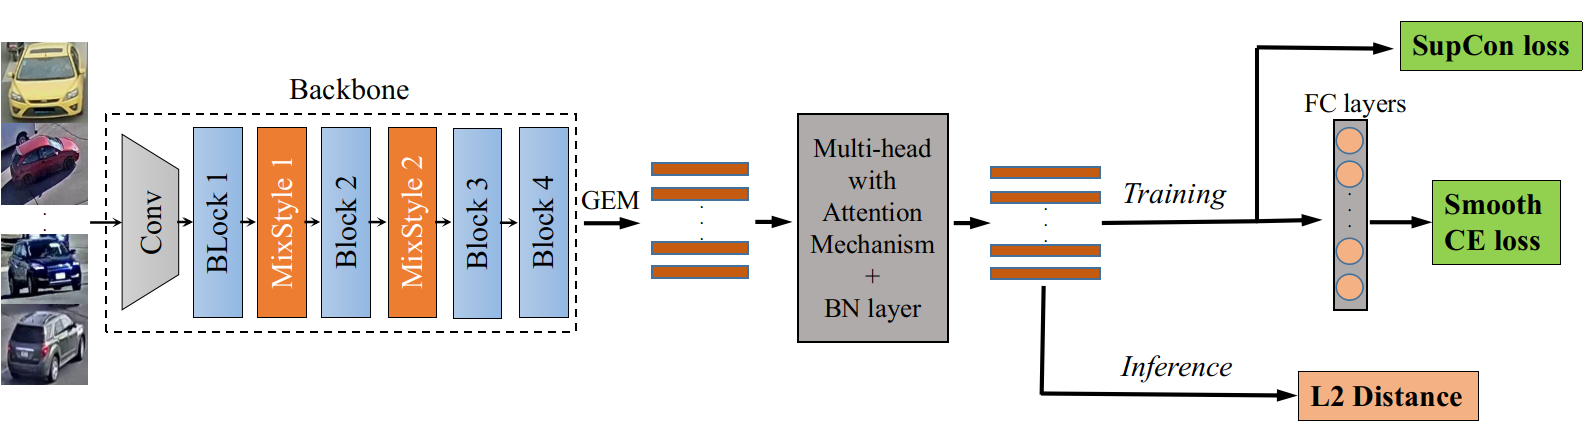 Backbone
Conv
BLock 1
MixStyle 1
Block 2
MixStyle 2
Block 3
Block 4
GEM
Multi-head
with
Attention
Mechanism
+
BN layer
Training
Inference
SupCon loss
FC layers
Smooth
CE loss
L2 Distance